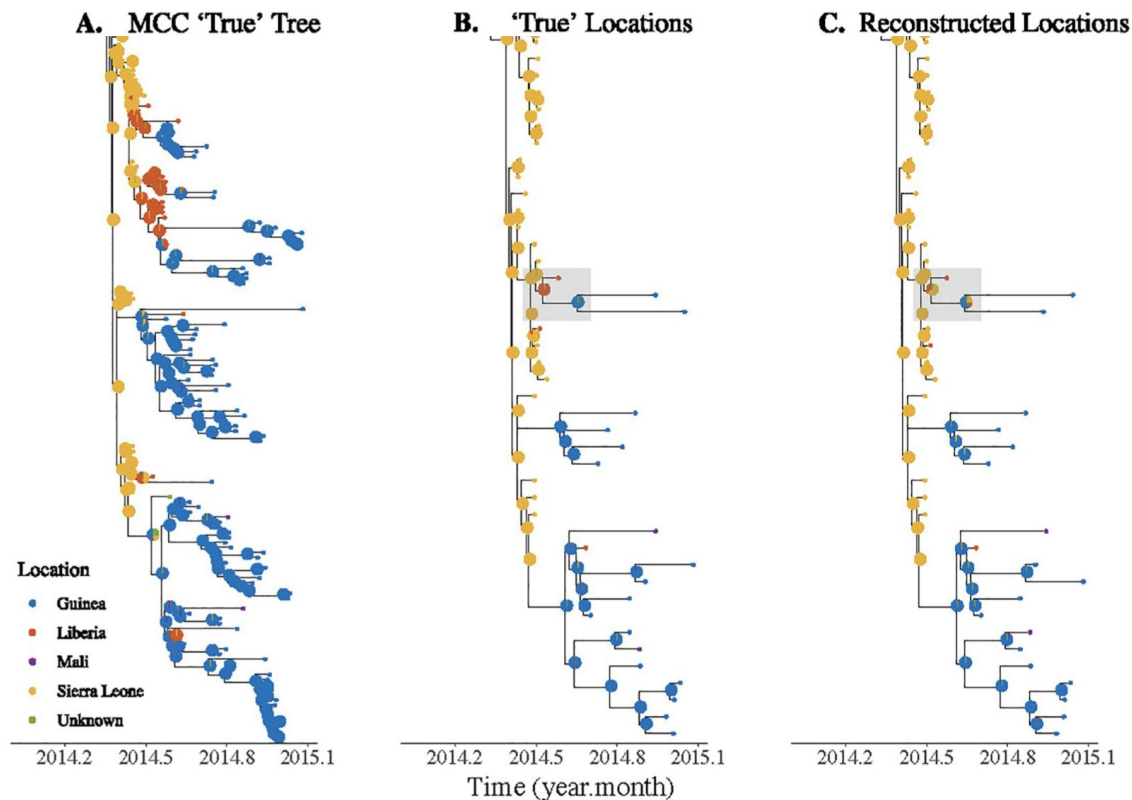 A. MCC ‘True’ Tree
B. ‘True’ Locations
C. Reconstructed Locations
Location
Guinea
Liberia
Mali
Sierra Leone
Unknown
2014.2 2014.5 2014.8 2015.1
2014.2 2014.5 2014.8 2015.1
2014.2 2014.5 2014.8 2015.1
Time (year.month)